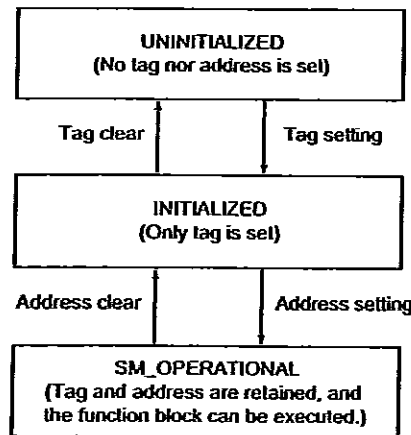 UNINITIALIZED
(No tag nor address is set)
Tag clear
Tag setting
INITIALIZED
(Only tag is set)
Address clear
Address setting
SM_OPERATIONAL
(Tag and address are retained, and
the function block can be executed.)